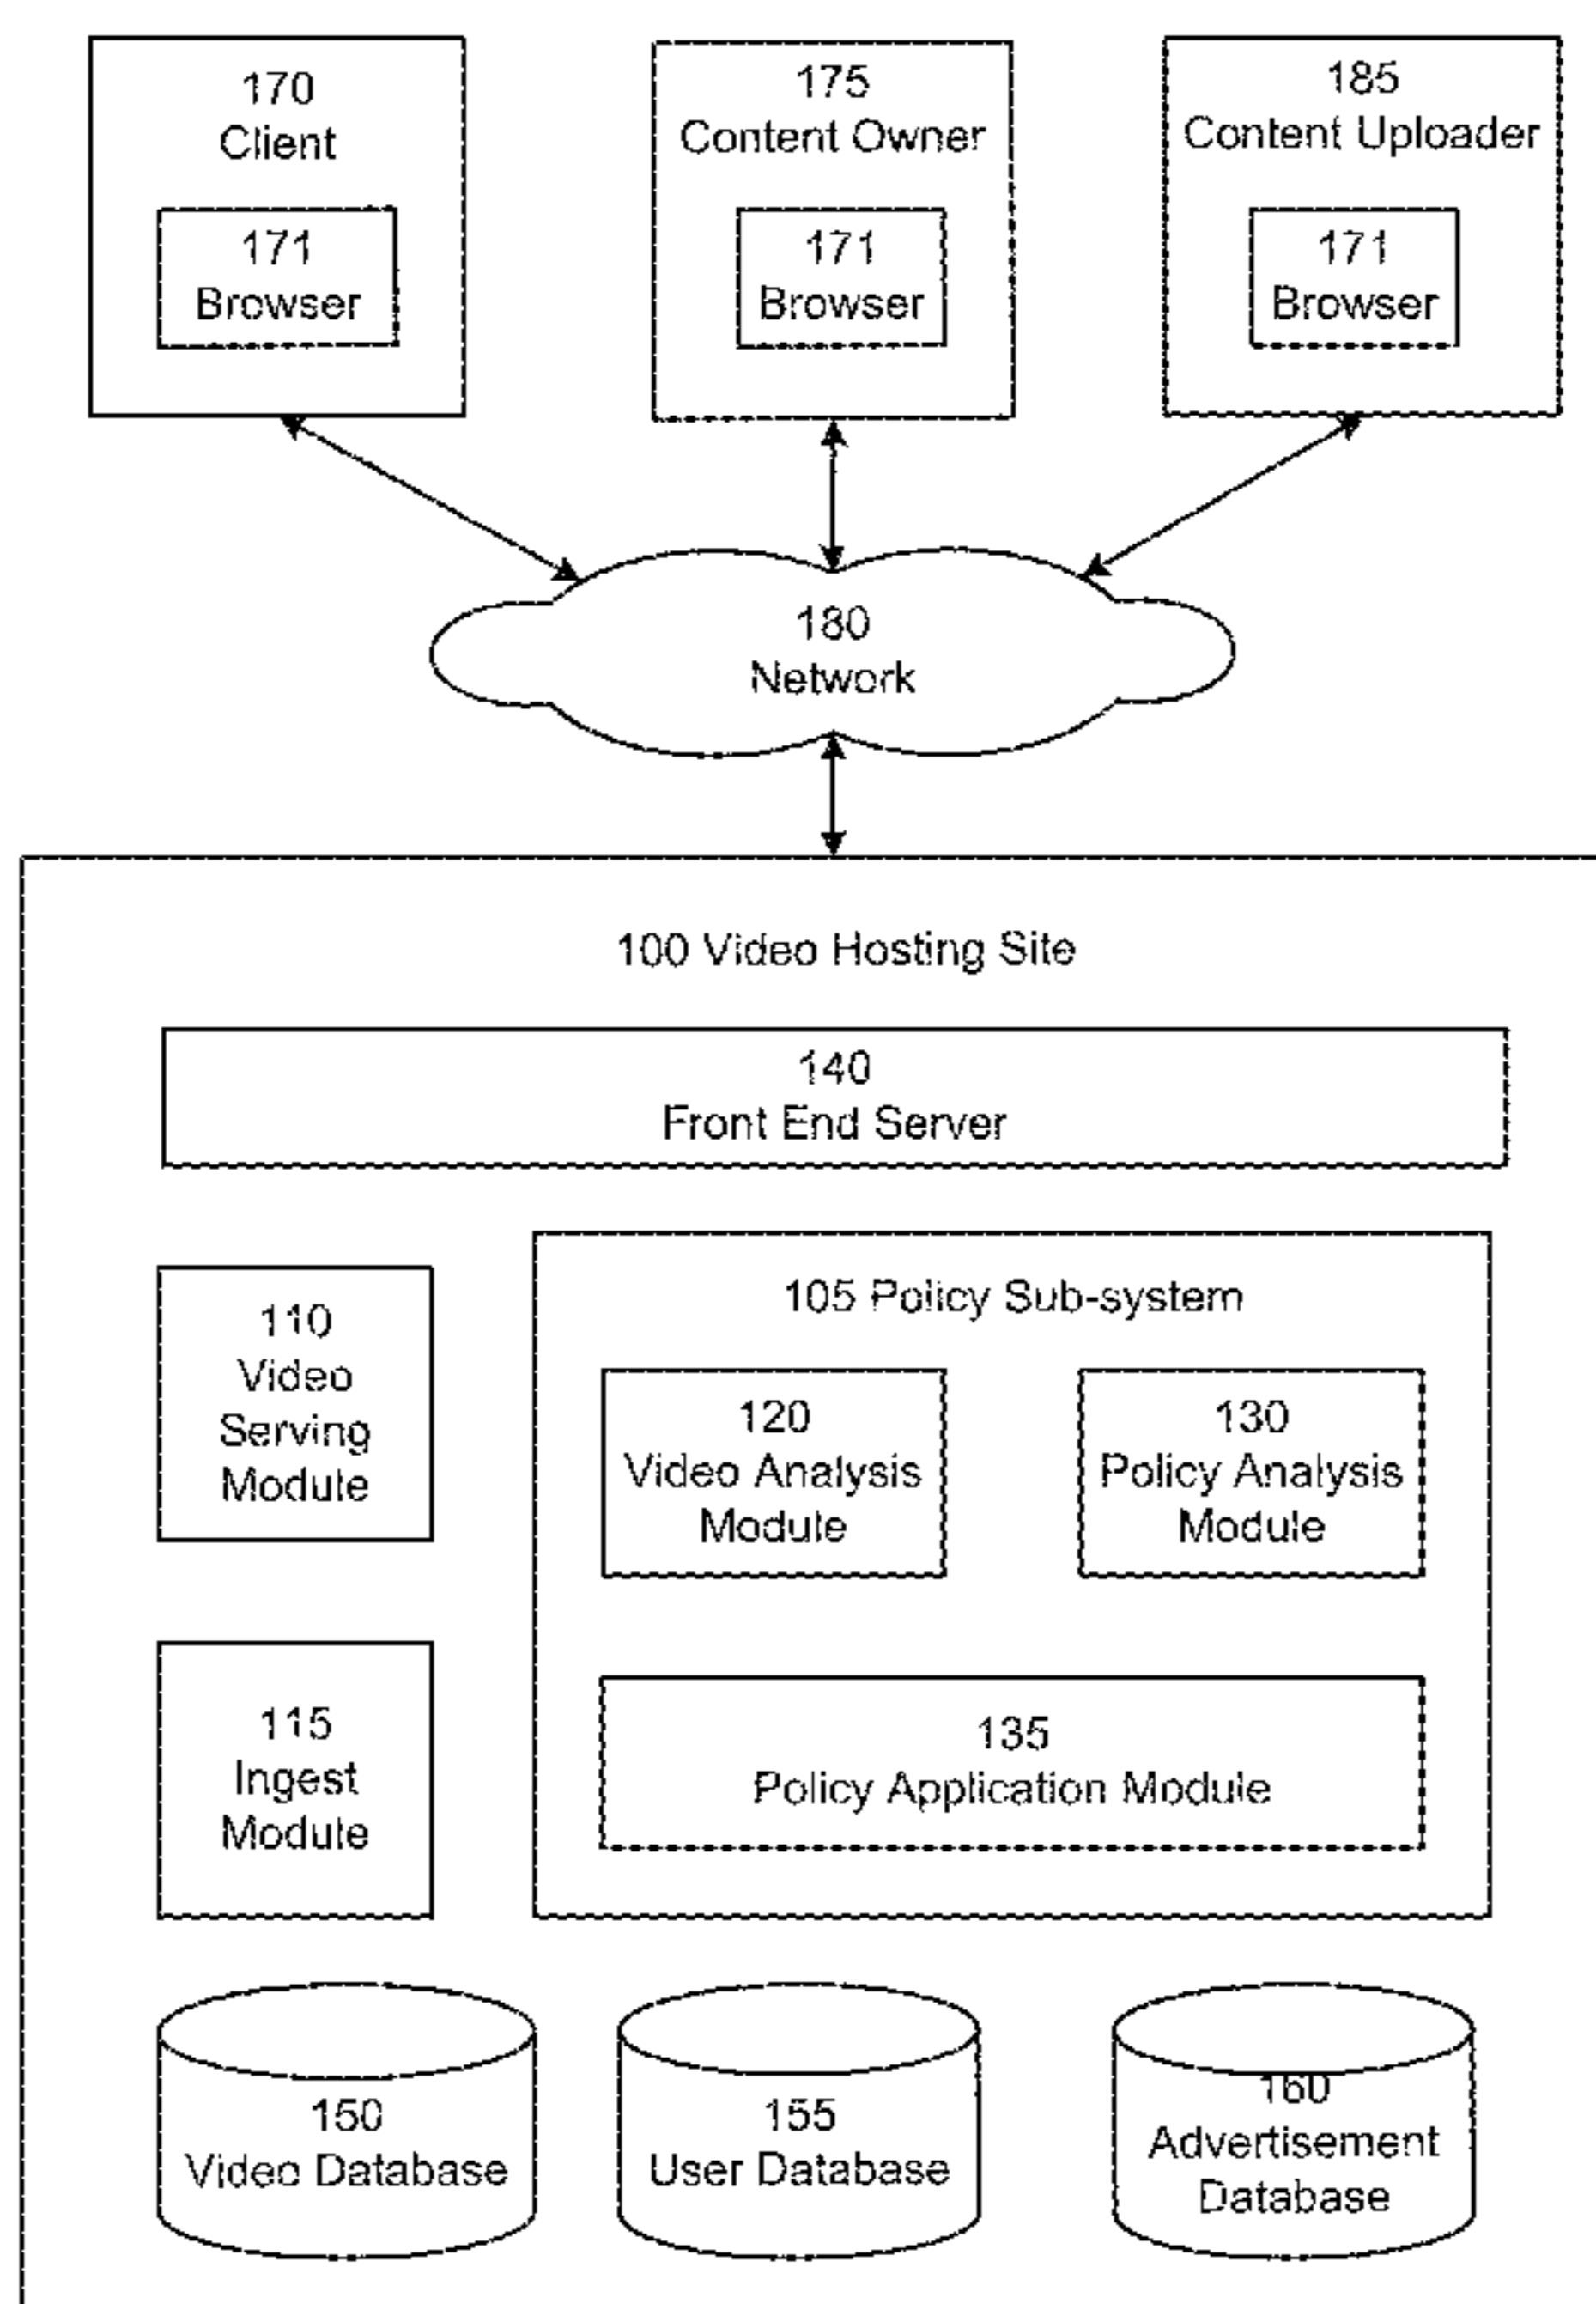 170
Client
171
Browser
175
Content Owner
171
Browser
185
Content Uploader
171
Browser
180
Network
100 Video Hosting Site
140
Front End Server
110
Video
Serving
Module
105 Policy Sub-system
120
Video Analysis
Module
130
Policy Analysis
Module
115
Ingest
Module
135
Policy Application Module
150
Video Database
155
User Database
160
Advertisement
Database